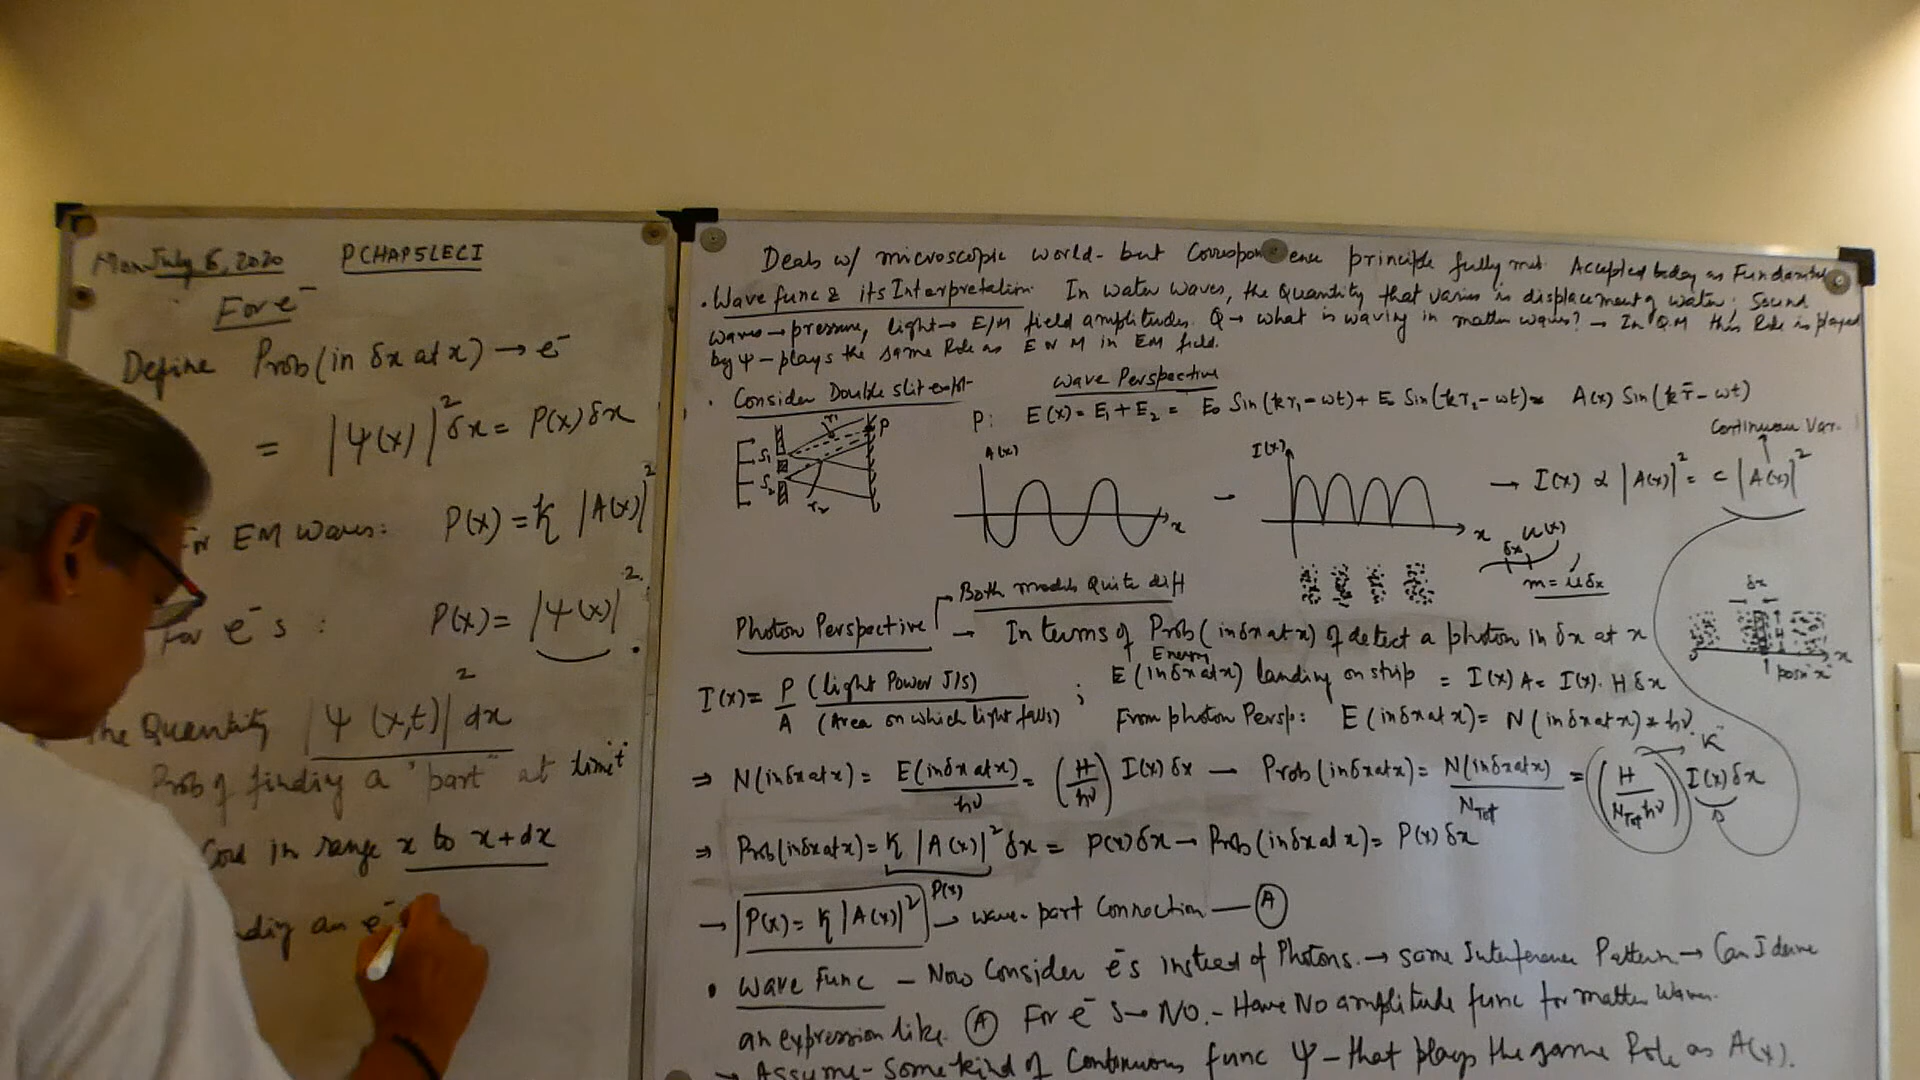 Mon July 6, 2020 PCHAP5LEC1
For e⁻
Define Prob(in δx at x) → e⁻
= |Ψ(x)|² δx = P(x) δx
EM waves: P(x) = K |A(x)|²
For e⁻s : P(x) = |Ψ(x)|².
The Quantity |Ψ(x,t)|² dx
Prob of finding a "part" at time t
Cord in range x to x+dx
an e⁻
Deals w/ microscopic world - but Correspondence principle fully met. Accepted today as Fundamental
• Wave func & its Interpretation In water waves, the Quantity that varies is displacement of water; Sound
waves → pressure, light → E/M field amplitudes. Q → what is waving in matter waves? → In Q.M this Role is played
by Ψ - plays the same Role as E or M in EM field.
• Consider Double slit expt-
Wave Perspective
P: E(x) = E₁ + E₂ = E₀ Sin(kr₁ - ωt) + E₀ Sin(kr₂ - ωt) = A(x) Sin(k r̄ - ωt)
S₁ S₂ r₁ r₂ P
A(x) x
I(x) x
Continuous Var.
→ I(x) α |A(x)|² = c |A(x)|²
δx u(x)
m = u δx
Both models Quite diff
Photon Perspective → In terms of Prob(in δx at x) of detect a photon in δx at x
δx H x
posn x
I(x) = P (light Power J/s) / A (Area on which light falls) ; Energy E(in δx at x) landing on strip = I(x) A = I(x). H δx
From photon Persp: E(in δx at x) = N(in δx at x) * hν.
⇒ N(in δx at x) = E(in δx at x) / hν = (H / hν) I(x) δx → Prob(in δx at x) = N(in δx at x) / N_Tot = (H / N_Tot hν) I(x) δx
K
⇒ Prob(in δx at x) = K |A(x)|² δx = P(x) δx → Prob(in δx at x) = P(x) δx
P(x)
→ P(x) = K |A(x)|² → wave-part Connection — A
• Wave Func - Now Consider e⁻s instead of Photons. → same Interference Pattern → Can I derive
an expression like A For e⁻s → NO. - Have No amplitude func for matter waves.
→ Assume - Some kind of Continuous func Ψ - that plays the same Role as A(x).